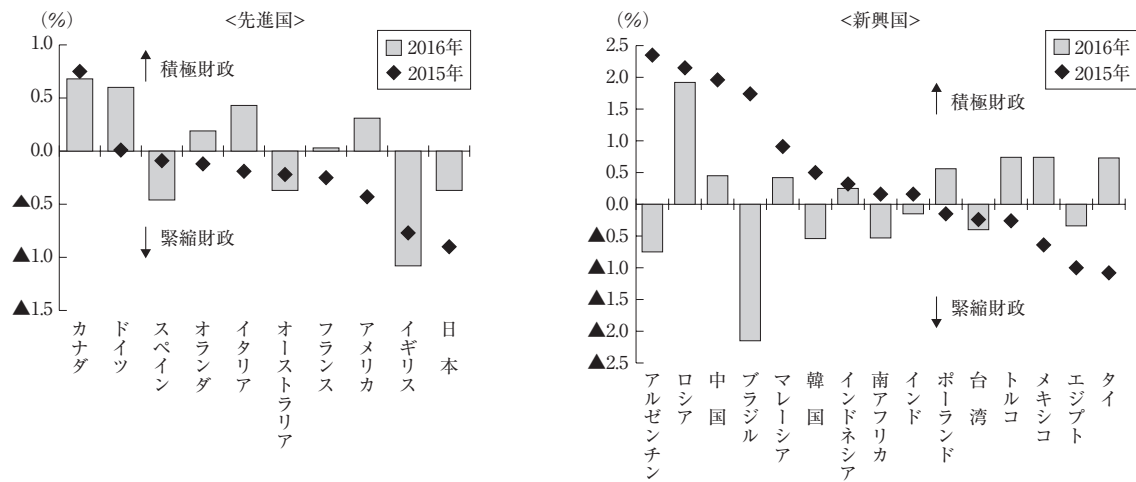 <先進国>
(%)
1.0
0.5
0.0
▲0.5
▲1.0
▲1.5
積極財政
緊縮財政
2016年
2015年
カナダ
ドイツ
スペイン
オランダ
イタリア
オーストラリア
フランス
アメリカ
イギリス
日本
<新興国>
(%)
2.5
2.0
1.5
1.0
0.5
0.0
▲0.5
▲1.0
▲1.5
▲2.0
▲2.5
2016年
2015年
積極財政
緊縮財政
アルゼンチン
ロシア
中国
ブラジル
マレーシア
韓国
インドネシア
南アフリカ
インド
ポーランド
台湾
トルコ
メキシコ
エジプト
タイ